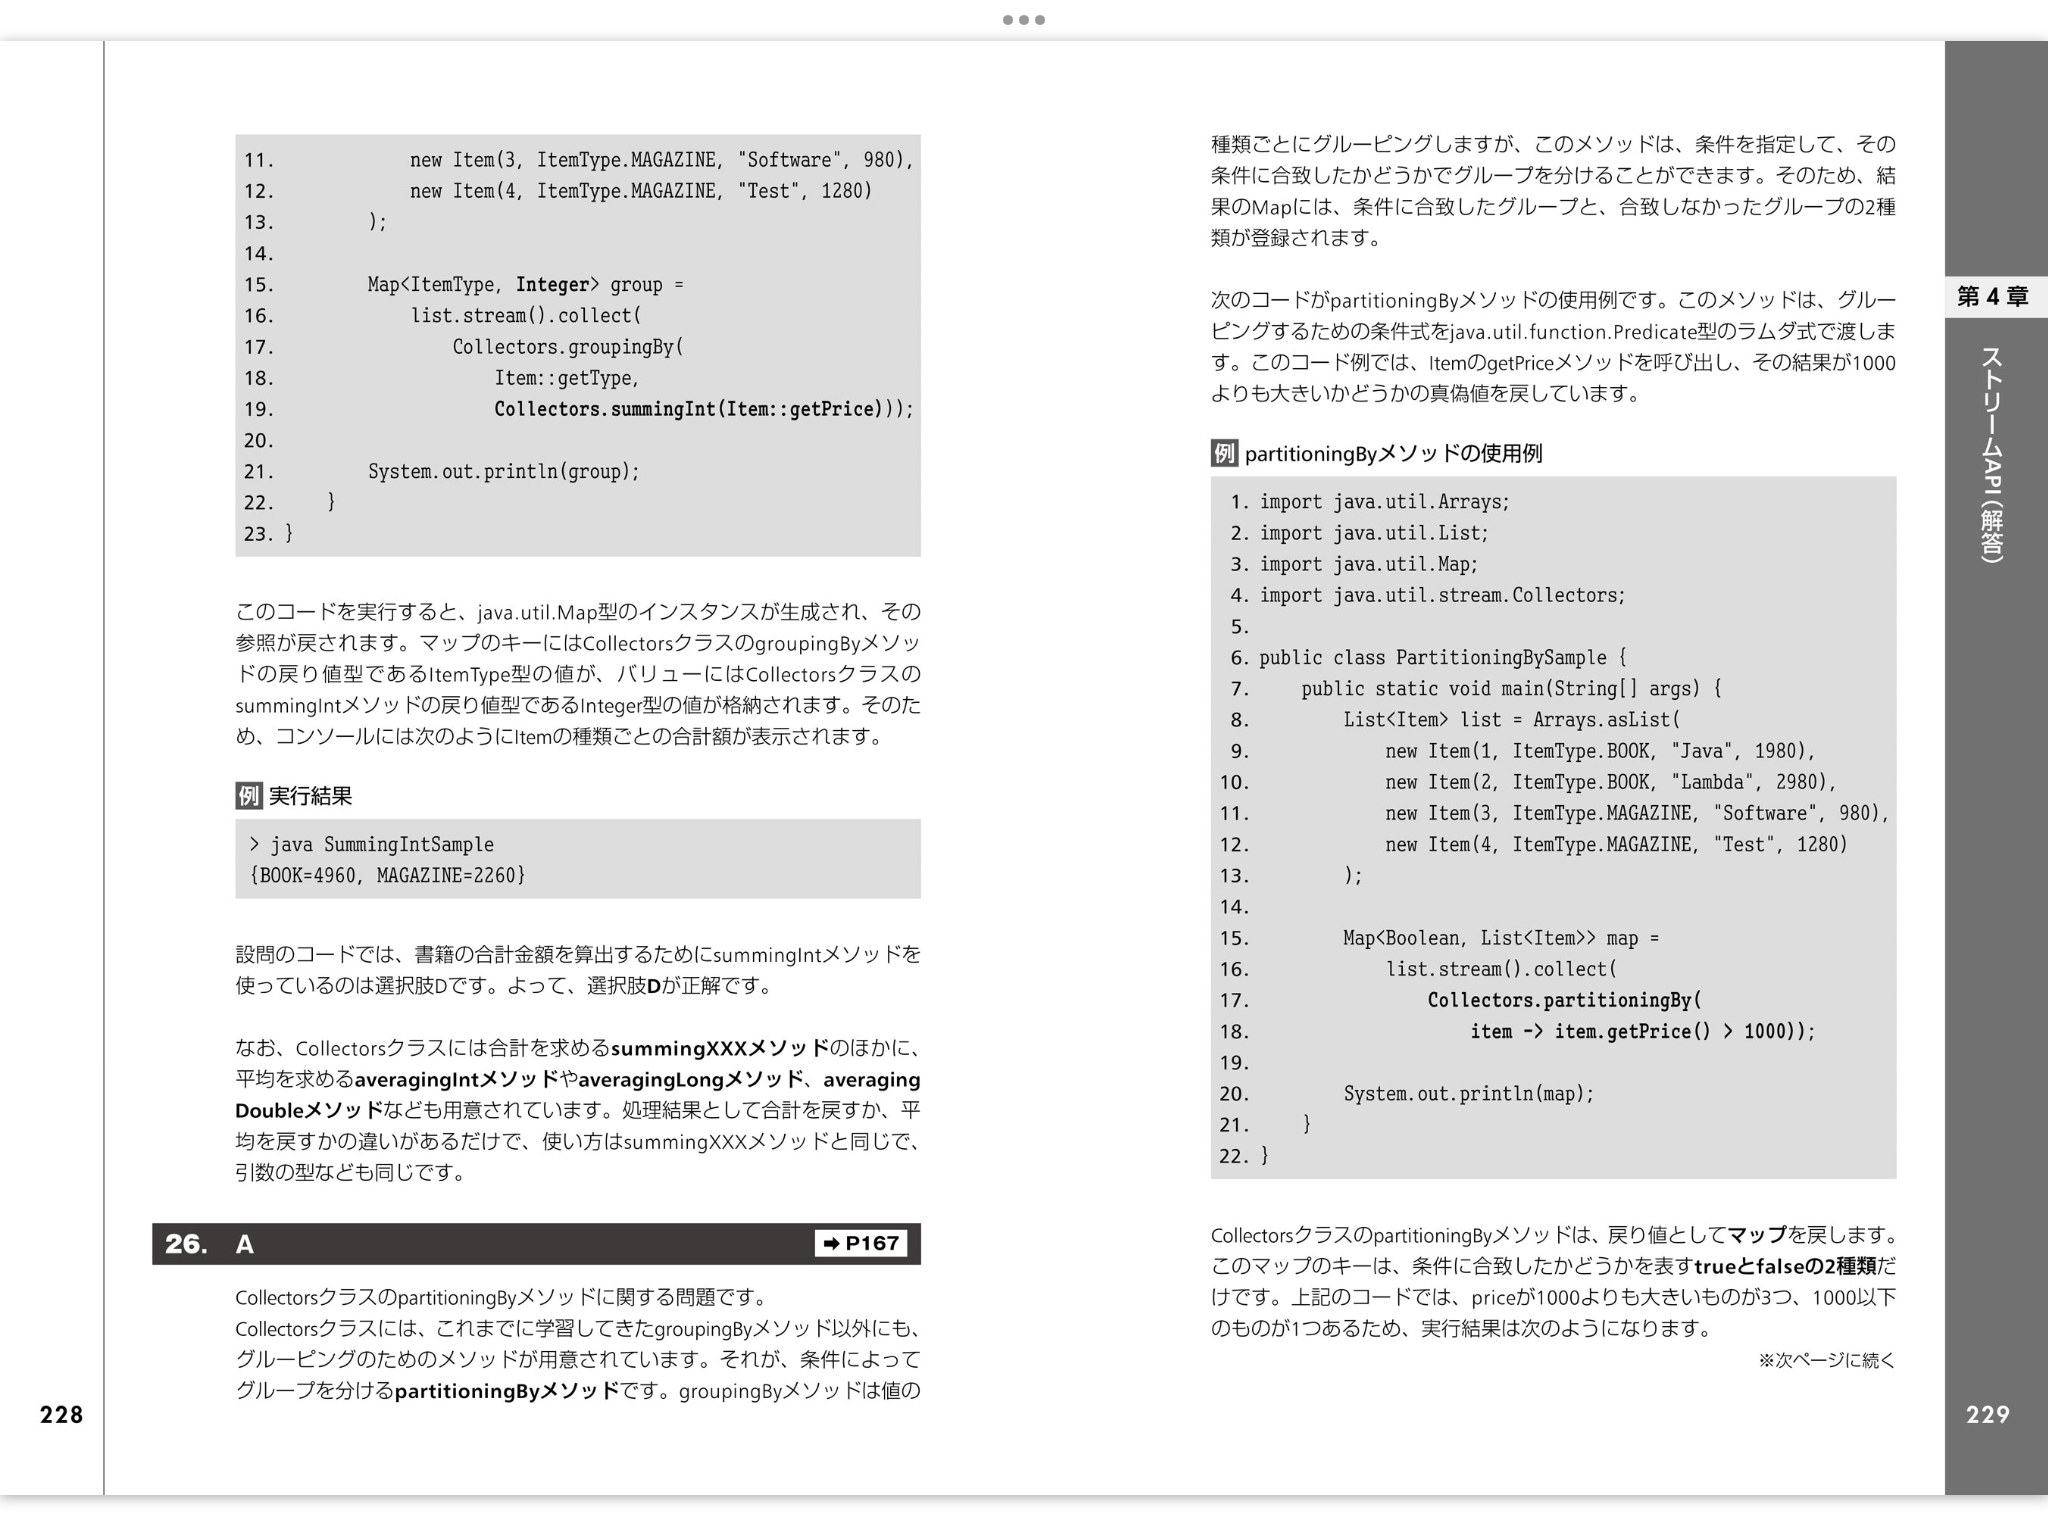 11.             new Item(3, ItemType.MAGAZINE, "Software", 980),
12.             new Item(4, ItemType.MAGAZINE, "Test", 1280)
13.         );
14.
15.         Map<ItemType, Integer> group =
16.             list.stream().collect(
17.                 Collectors.groupingBy(
18.                     Item::getType,
19.                     Collectors.summingInt(Item::getPrice)));
20.
21.         System.out.println(group);
22.     }
23. }
このコードを実行すると、java.util.Map型のインスタンスが生成され、その
参照が戻されます。マップのキーにはCollectorsクラスのgroupingByメソッ
ドの戻り値型であるItemType型の値が、バリューにはCollectorsクラスの
summingIntメソッドの戻り値型であるInteger型の値が格納されます。そのた
め、コンソールには次のようにItemの種類ごとの合計額が表示されます。
例 実行結果
> java SummingIntSample
{BOOK=4960, MAGAZINE=2260}
設問のコードでは、書籍の合計金額を算出するためにsummingIntメソッドを
使っているのは選択肢Dです。よって、選択肢Dが正解です。
なお、Collectorsクラスには合計を求めるsummingXXXメソッドのほかに、
平均を求めるaveragingIntメソッドやaveragingLongメソッド、averaging
Doubleメソッドなども用意されています。処理結果として合計を戻すか、平
均を戻すかの違いがあるだけで、使い方はsummingXXXメソッドと同じで、
引数の型なども同じです。
26. A ➡ P167
CollectorsクラスのpartitioningByメソッドに関する問題です。
Collectorsクラスには、これまでに学習してきたgroupingByメソッド以外にも、
グルーピングのためのメソッドが用意されています。それが、条件によって
グループを分けるpartitioningByメソッドです。groupingByメソッドは値の
228
種類ごとにグルーピングしますが、このメソッドは、条件を指定して、その
条件に合致したかどうかでグループを分けることができます。そのため、結
果のMapには、条件に合致したグループと、合致しなかったグループの2種
類が登録されます。
次のコードがpartitioningByメソッドの使用例です。このメソッドは、グルー
ピングするための条件式をjava.util.function.Predicate型のラムダ式で渡しま
す。このコード例では、ItemのgetPriceメソッドを呼び出し、その結果が1000
よりも大きいかどうかの真偽値を戻しています。
例 partitioningByメソッドの使用例
1. import java.util.Arrays;
2. import java.util.List;
3. import java.util.Map;
4. import java.util.stream.Collectors;
5.
6. public class PartitioningBySample {
7.     public static void main(String[] args) {
8.         List<Item> list = Arrays.asList(
9.             new Item(1, ItemType.BOOK, "Java", 1980),
10.             new Item(2, ItemType.BOOK, "Lambda", 2980),
11.             new Item(3, ItemType.MAGAZINE, "Software", 980),
12.             new Item(4, ItemType.MAGAZINE, "Test", 1280)
13.         );
14.
15.         Map<Boolean, List<Item>> map =
16.             list.stream().collect(
17.                 Collectors.partitioningBy(
18.                     item -> item.getPrice() > 1000));
19.
20.         System.out.println(map);
21.     }
22. }
CollectorsクラスのpartitioningByメソッドは、戻り値としてマップを戻します。
このマップのキーは、条件に合致したかどうかを表すtrueとfalseの2種類だ
けです。上記のコードでは、priceが1000よりも大きいものが3つ、1000以下
のものが1つあるため、実行結果は次のようになります。
※次ページに続く
第4章
ストリームAPI（解答）
229